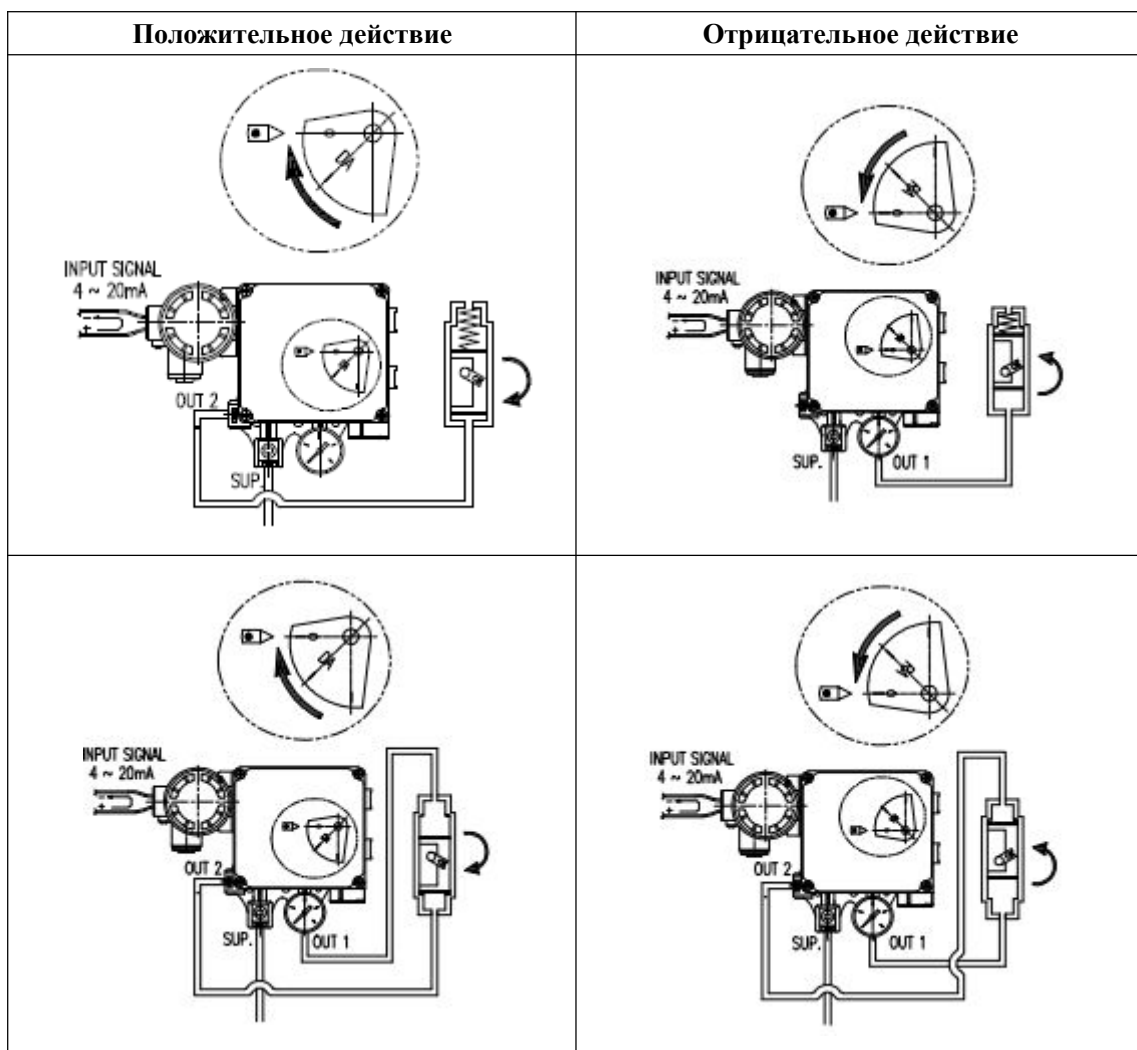 Положительное действие
Отрицательное действие
INPUT SIGNAL
4 ~ 20mA
OUT 2
SUP.
INPUT SIGNAL
4 ~ 20mA
SUP.
OUT 1
INPUT SIGNAL
4 ~ 20mA
OUT 2
SUP.
OUT 1
INPUT SIGNAL
4 ~ 20mA
OUT 2
SUP.
OUT 1